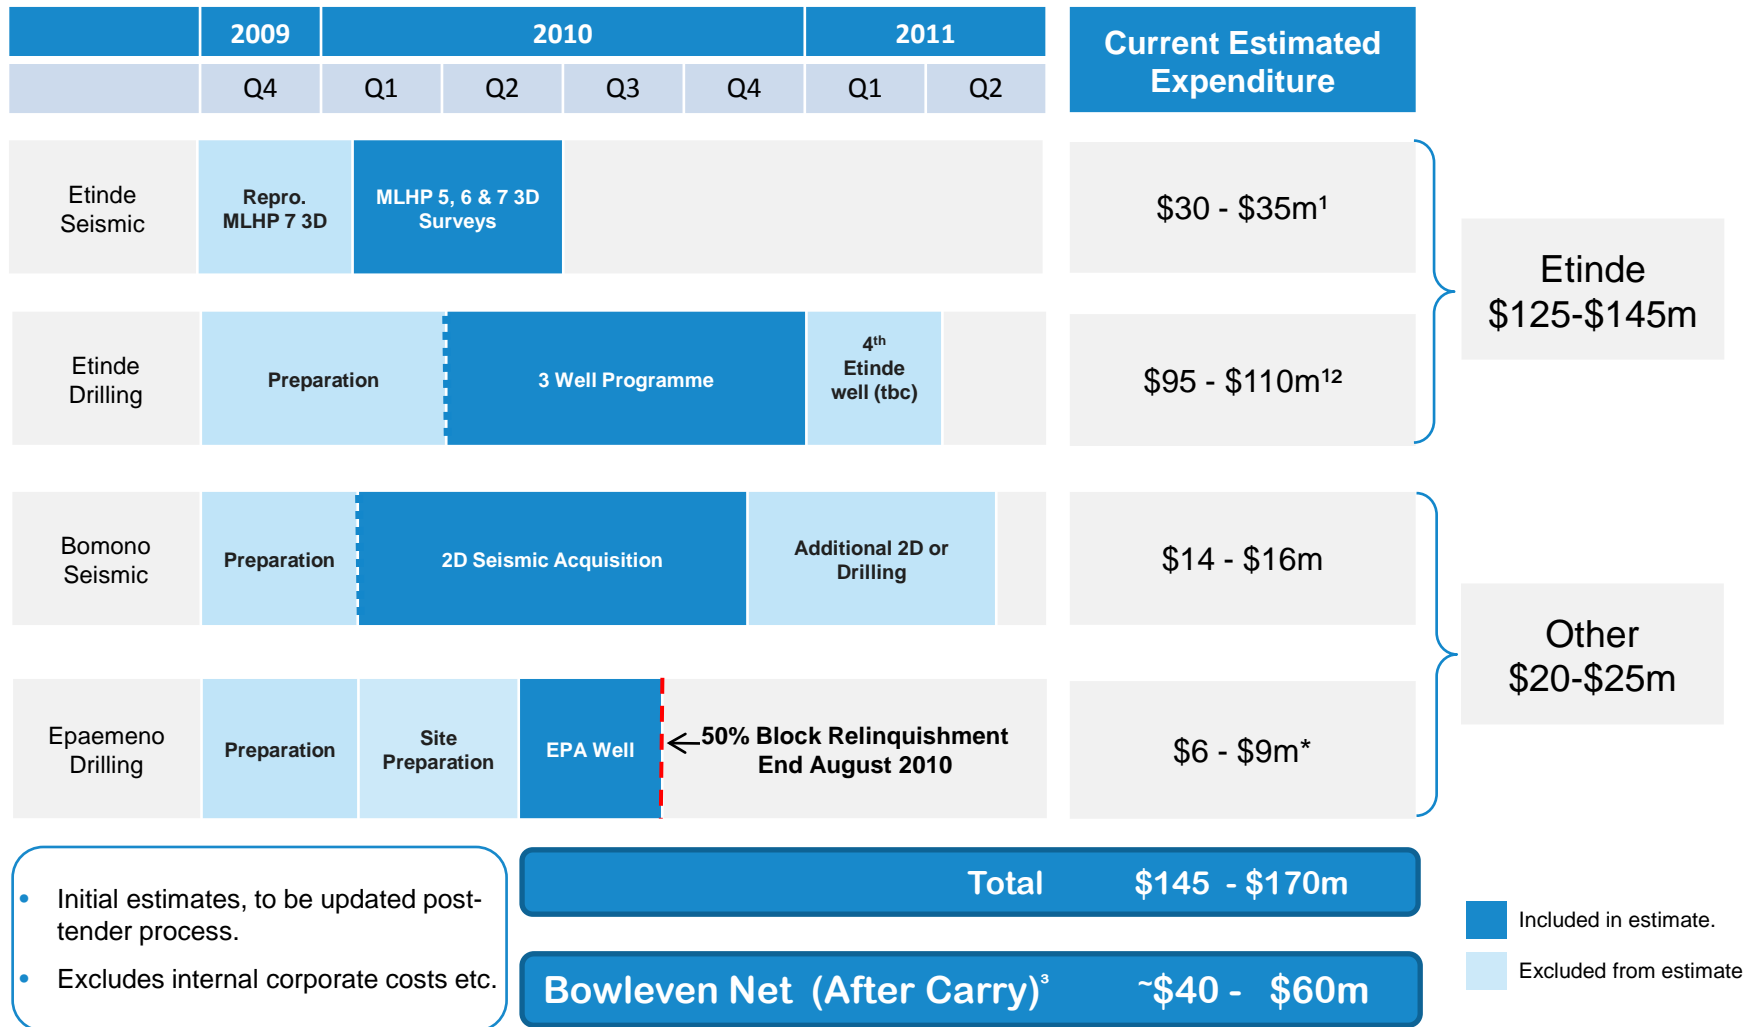 2009 2010 2011
Q4 Q1 Q2 Q3 Q4 Q1 Q2
Current Estimated
Expenditure
Etinde
Seismic
Repro.
MLHP 7 3D
MLHP 5, 6 & 7 3D
Surveys
$30 - $35m¹
Etinde
Drilling
Preparation
3 Well Programme
4th
Etinde
well (tbc)
$95 - $110m¹²
Etinde
$125-$145m
Bomono
Seismic
Preparation
2D Seismic Acquisition
Additional 2D or
Drilling
$14 - $16m
Epaemeno
Drilling
Preparation
Site
Preparation
EPA Well
50% Block Relinquishment
End August 2010
$6 - $9m*
Other
$20-$25m
• Initial estimates, to be updated post-
tender process.
• Excludes internal corporate costs etc.
Total $145 - $170m
Bowleven Net (After Carry)³ ~$40 - $60m
Included in estimate.
Excluded from estimate